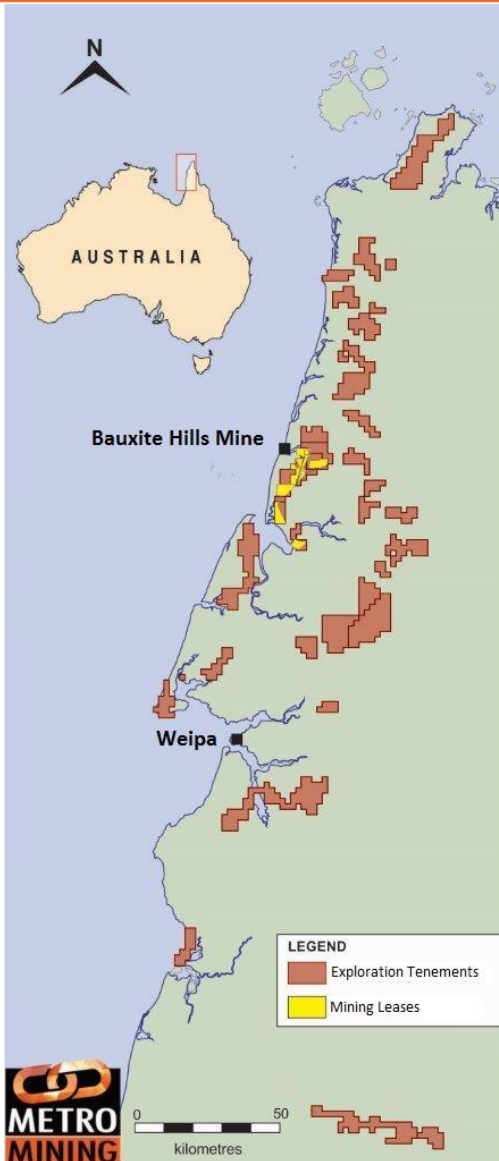 AUSTRALIA
Bauxite Hills Mine
Weipa
LEGEND
Exploration Tenements
Mining Leases
0 50
kilometres
METRO
MINING